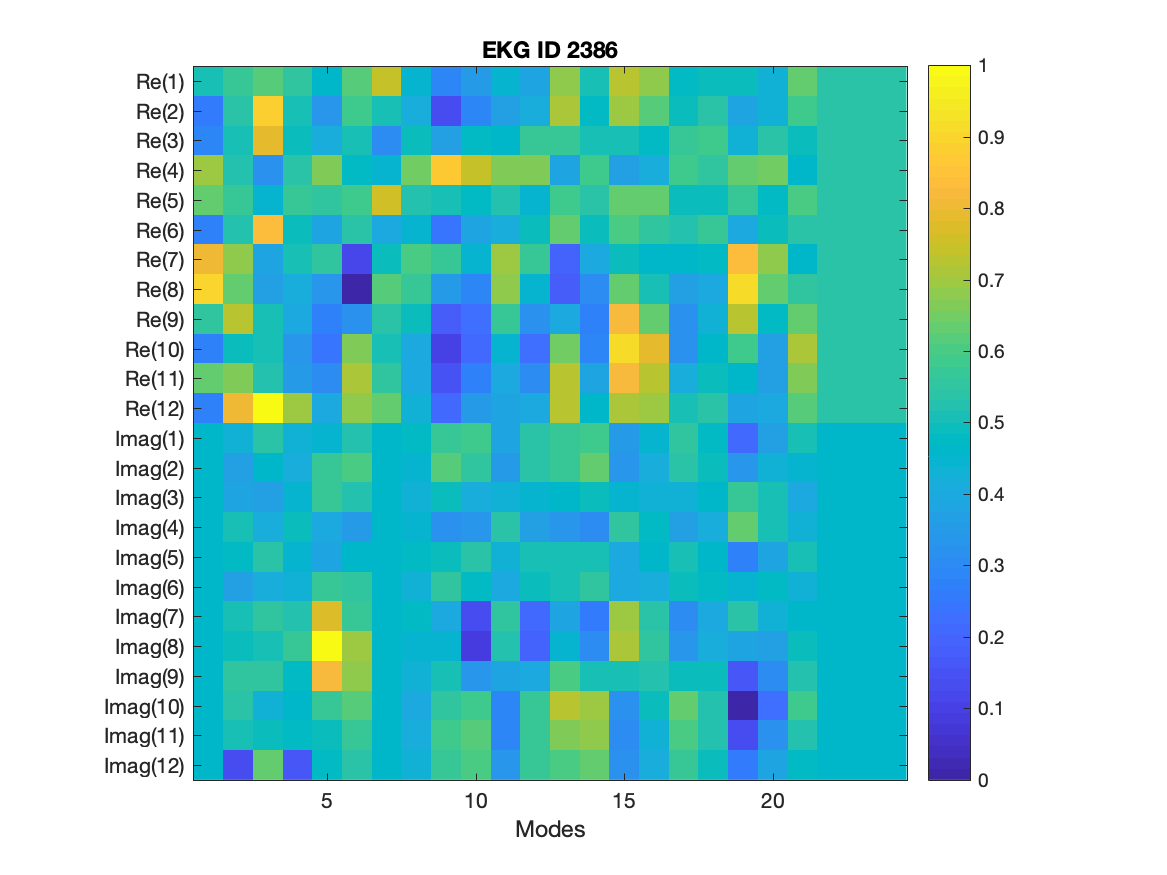 EKG ID 2386
Re(1)
Re(2)
Re(3)
Re(4)
Re(5)
Re(6)
Re(7)
Re(8)
Re(9)
Re(10)
Re(11)
Re(12)
Imag(1)
Imag(2)
Imag(3)
Imag(4)
Imag(5)
Imag(6)
Imag(7)
Imag(8)
Imag(9)
Imag(10)
Imag(11)
Imag(12)
5 10 15 20
Modes
1
0.9
0.8
0.7
0.6
0.5
0.4
0.3
0.2
0.1
0